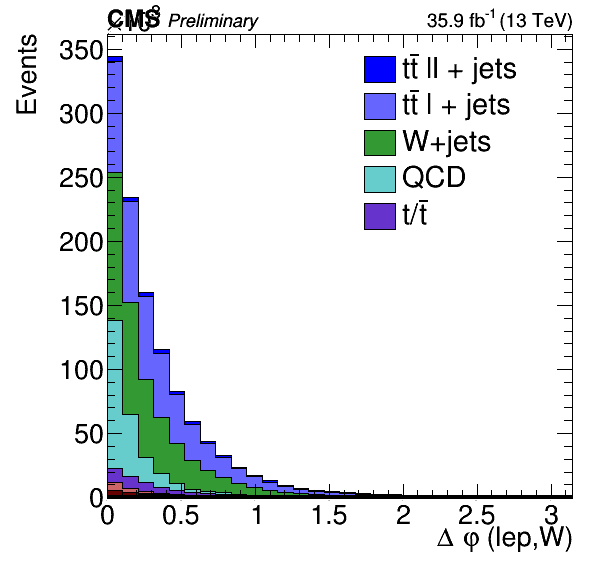 CMS Preliminary 35.9 fb⁻¹ (13 TeV)
Events
350
300
250
200
150
100
50
0
tt̄ ll + jets
tt̄ l + jets
W+jets
QCD
t/t̄
0 0.5 1 1.5 2 2.5 3
Δ φ (lep,W)